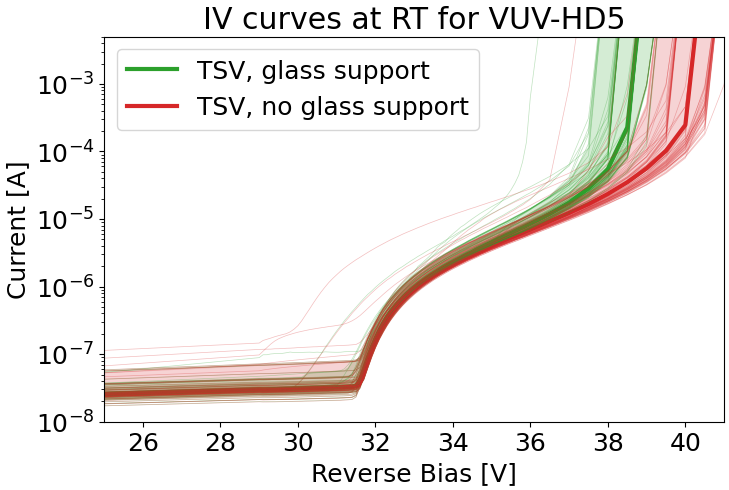 IV curves at RT for VUV-HD5
TSV, glass support
TSV, no glass support
Current [A]
10⁻³
10⁻⁴
10⁻⁵
10⁻⁶
10⁻⁷
10⁻⁸
26 28 30 32 34 36 38 40
Reverse Bias [V]